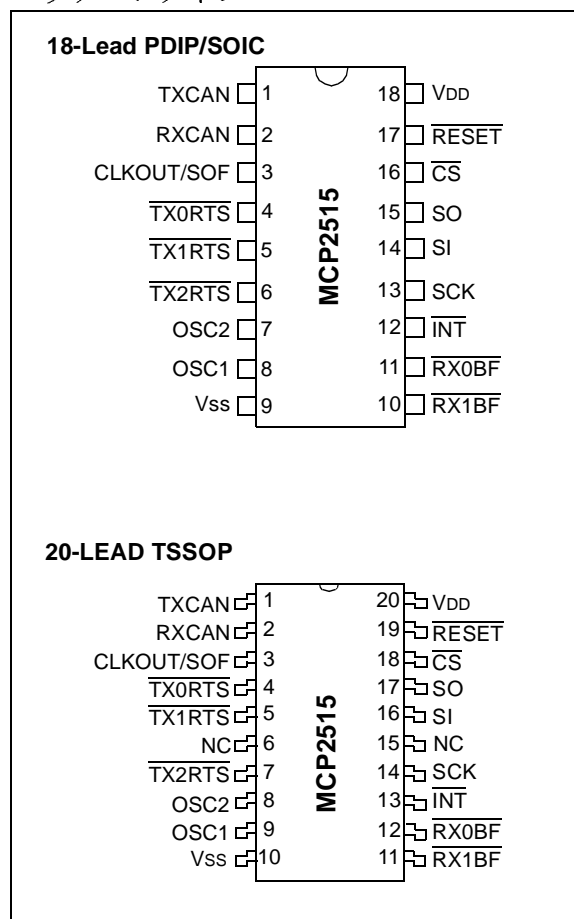 18-Lead PDIP/SOIC
TXCAN 1 18 VDD
RXCAN 2 17 RESET
CLKOUT/SOF 3 16 CS
TX0RTS 4 15 SO
TX1RTS 5 14 SI
TX2RTS 6 13 SCK
OSC2 7 12 INT
OSC1 8 11 RX0BF
Vss 9 10 RX1BF
MCP2515
20-LEAD TSSOP
TXCAN 1 20 VDD
RXCAN 2 19 RESET
CLKOUT/SOF 3 18 CS
TX0RTS 4 17 SO
TX1RTS 5 16 SI
NC 6 15 NC
TX2RTS 7 14 SCK
OSC2 8 13 INT
OSC1 9 12 RX0BF
Vss 10 11 RX1BF
MCP2515